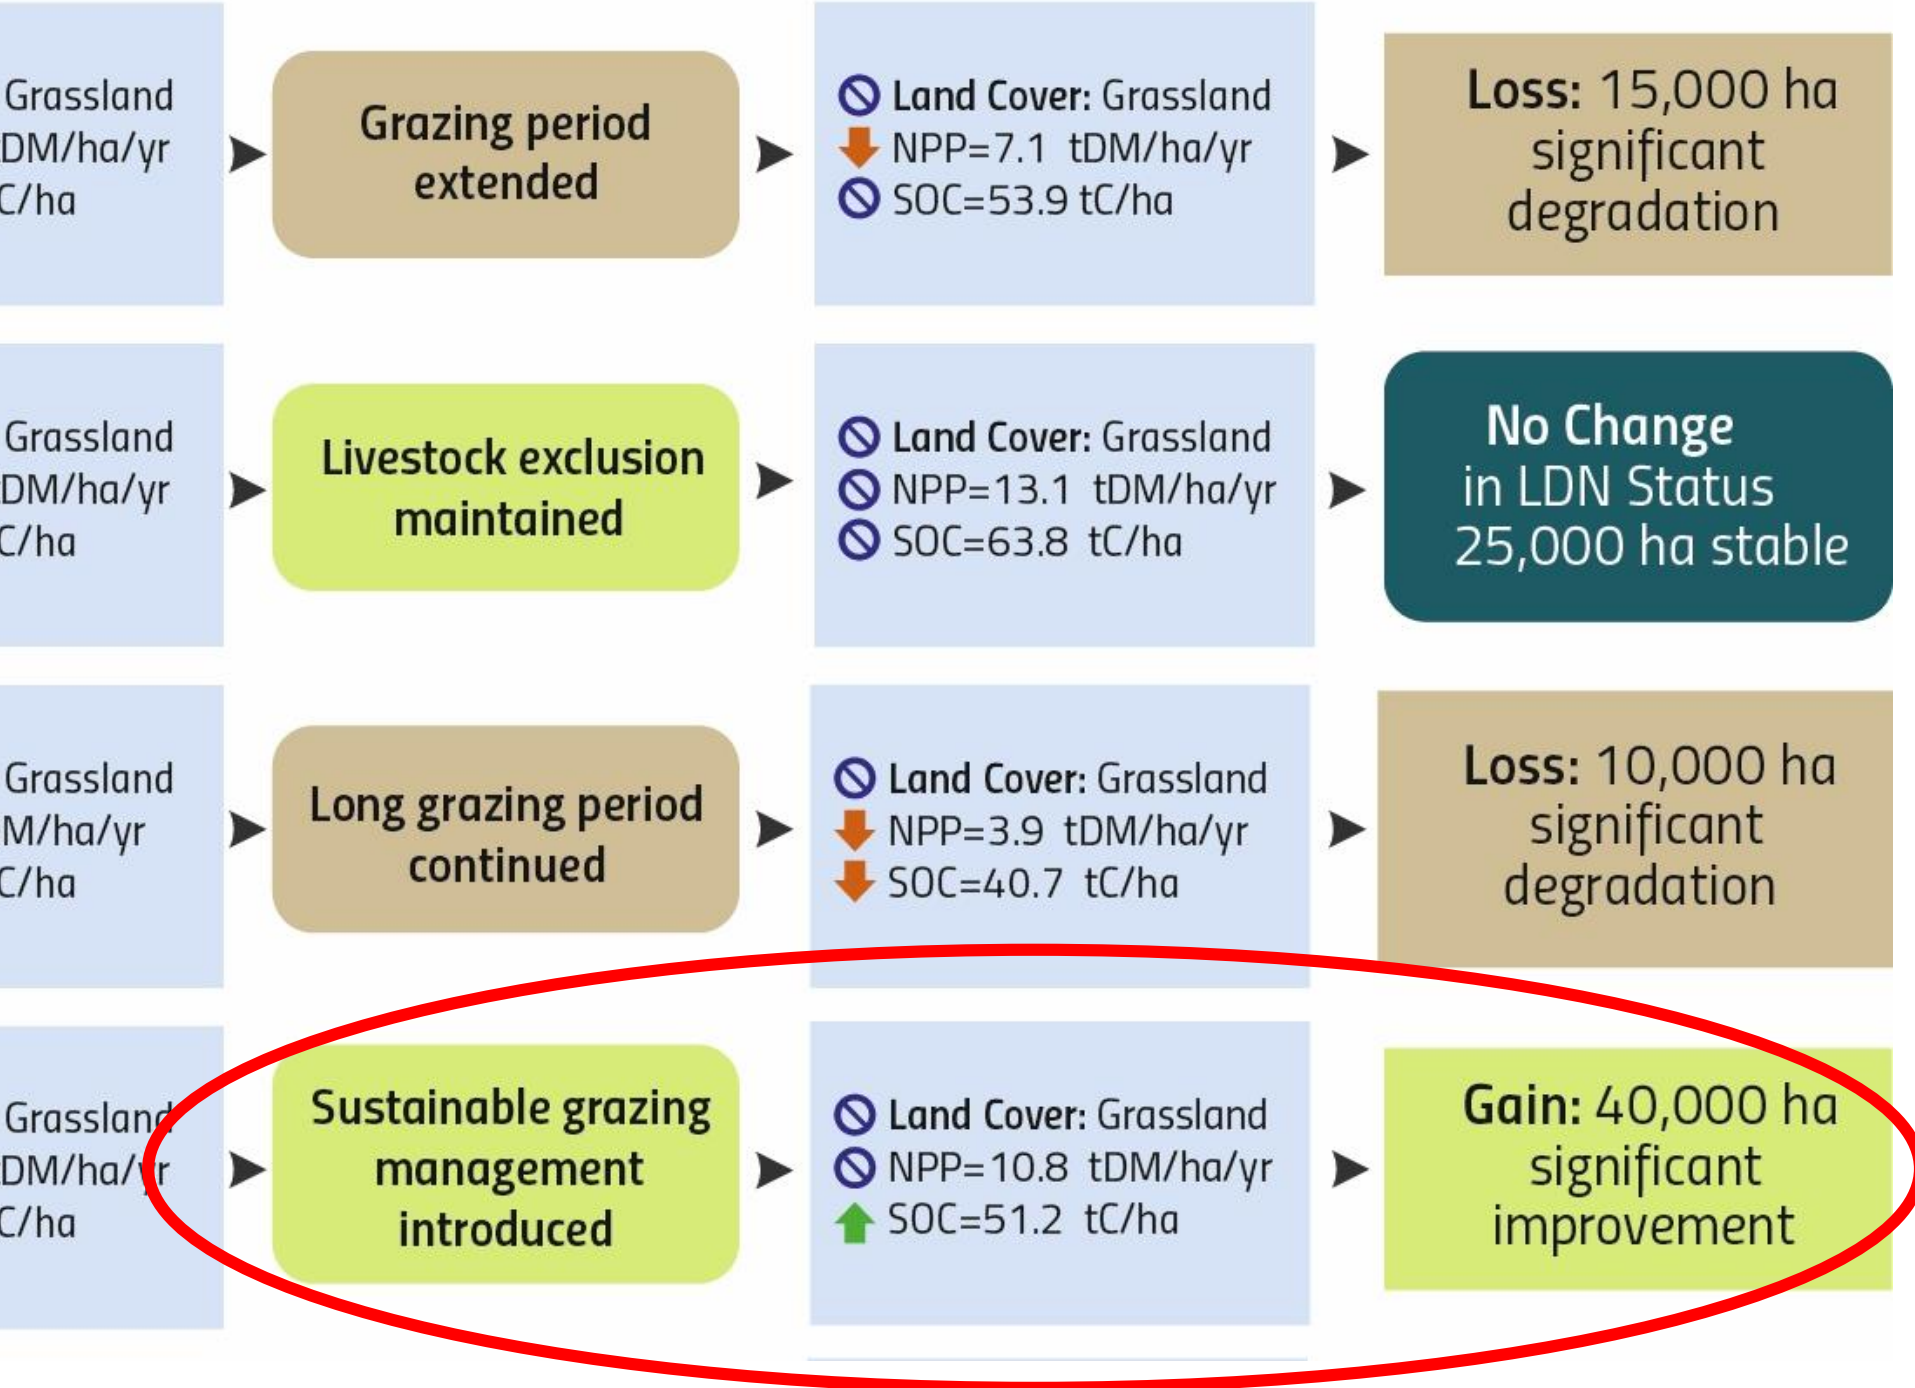 Grassland
DM/ha/yr
C/ha
Grazing period
extended
Land Cover: Grassland
NPP=7.1 tDM/ha/yr
SOC=53.9 tC/ha
Loss: 15,000 ha
significant
degradation
Grassland
DM/ha/yr
C/ha
Livestock exclusion
maintained
Land Cover: Grassland
NPP=13.1 tDM/ha/yr
SOC=63.8 tC/ha
No Change
in LDN Status
25,000 ha stable
Grassland
M/ha/yr
C/ha
Long grazing period
continued
Land Cover: Grassland
NPP=3.9 tDM/ha/yr
SOC=40.7 tC/ha
Loss: 10,000 ha
significant
degradation
Grassland
DM/ha/yr
C/ha
Sustainable grazing
management
introduced
Land Cover: Grassland
NPP=10.8 tDM/ha/yr
SOC=51.2 tC/ha
Gain: 40,000 ha
significant
improvement